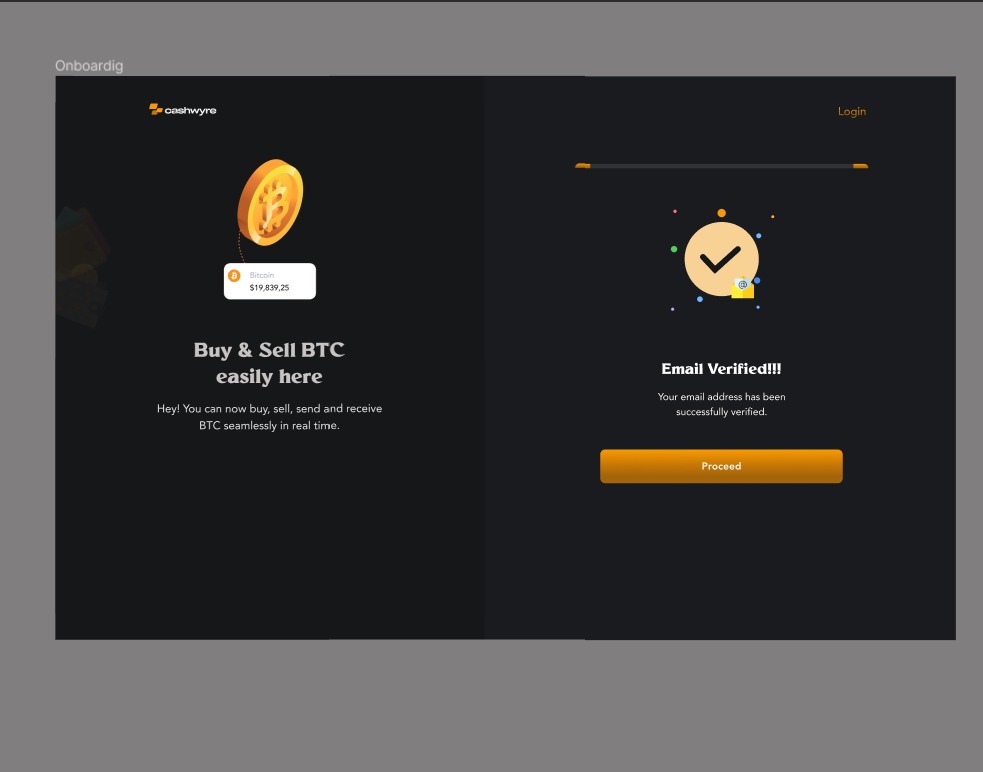 Onboardig
cashwyre
Login
Bitcoin
$19,839,25
@
Buy & Sell BTC
easily here
Hey! You can now buy, sell, send and receive
BTC seamlessly in real time.
Email Verified!!!
Your email address has been
successfully verified.
Proceed